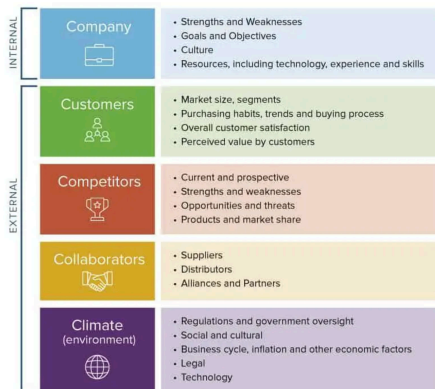 INTERNAL
Company
• Strengths and Weaknesses
• Goals and Objectives
• Culture
• Resources, including technology, experience and skills
EXTERNAL
Customers
• Market size, segments
• Purchasing habits, trends and buying process
• Overall customer satisfaction
• Perceived value by customers
Competitors
• Current and prospective
• Strengths and weaknesses
• Opportunities and threats
• Products and market share
Collaborators
• Suppliers
• Distributors
• Alliances and Partners
Climate
(environment)
• Regulations and government oversight
• Social and cultural
• Business cycle, inflation and other economic factors
• Legal
• Technology